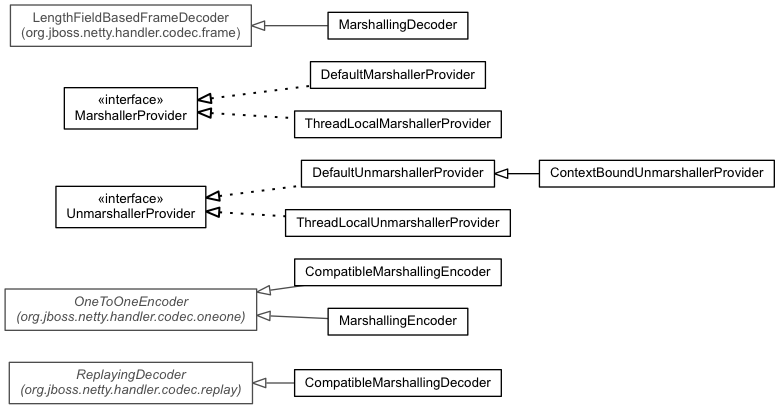 LengthFieldBasedFrameDecoder
(org.jboss.netty.handler.codec.frame)
MarshallingDecoder
DefaultMarshallerProvider
«interface»
MarshallerProvider
ThreadLocalMarshallerProvider
DefaultUnmarshallerProvider
ContextBoundUnmarshallerProvider
«interface»
UnmarshallerProvider
ThreadLocalUnmarshallerProvider
CompatibleMarshallingEncoder
OneToOneEncoder
(org.jboss.netty.handler.codec.oneone)
MarshallingEncoder
ReplayingDecoder
(org.jboss.netty.handler.codec.replay)
CompatibleMarshallingDecoder